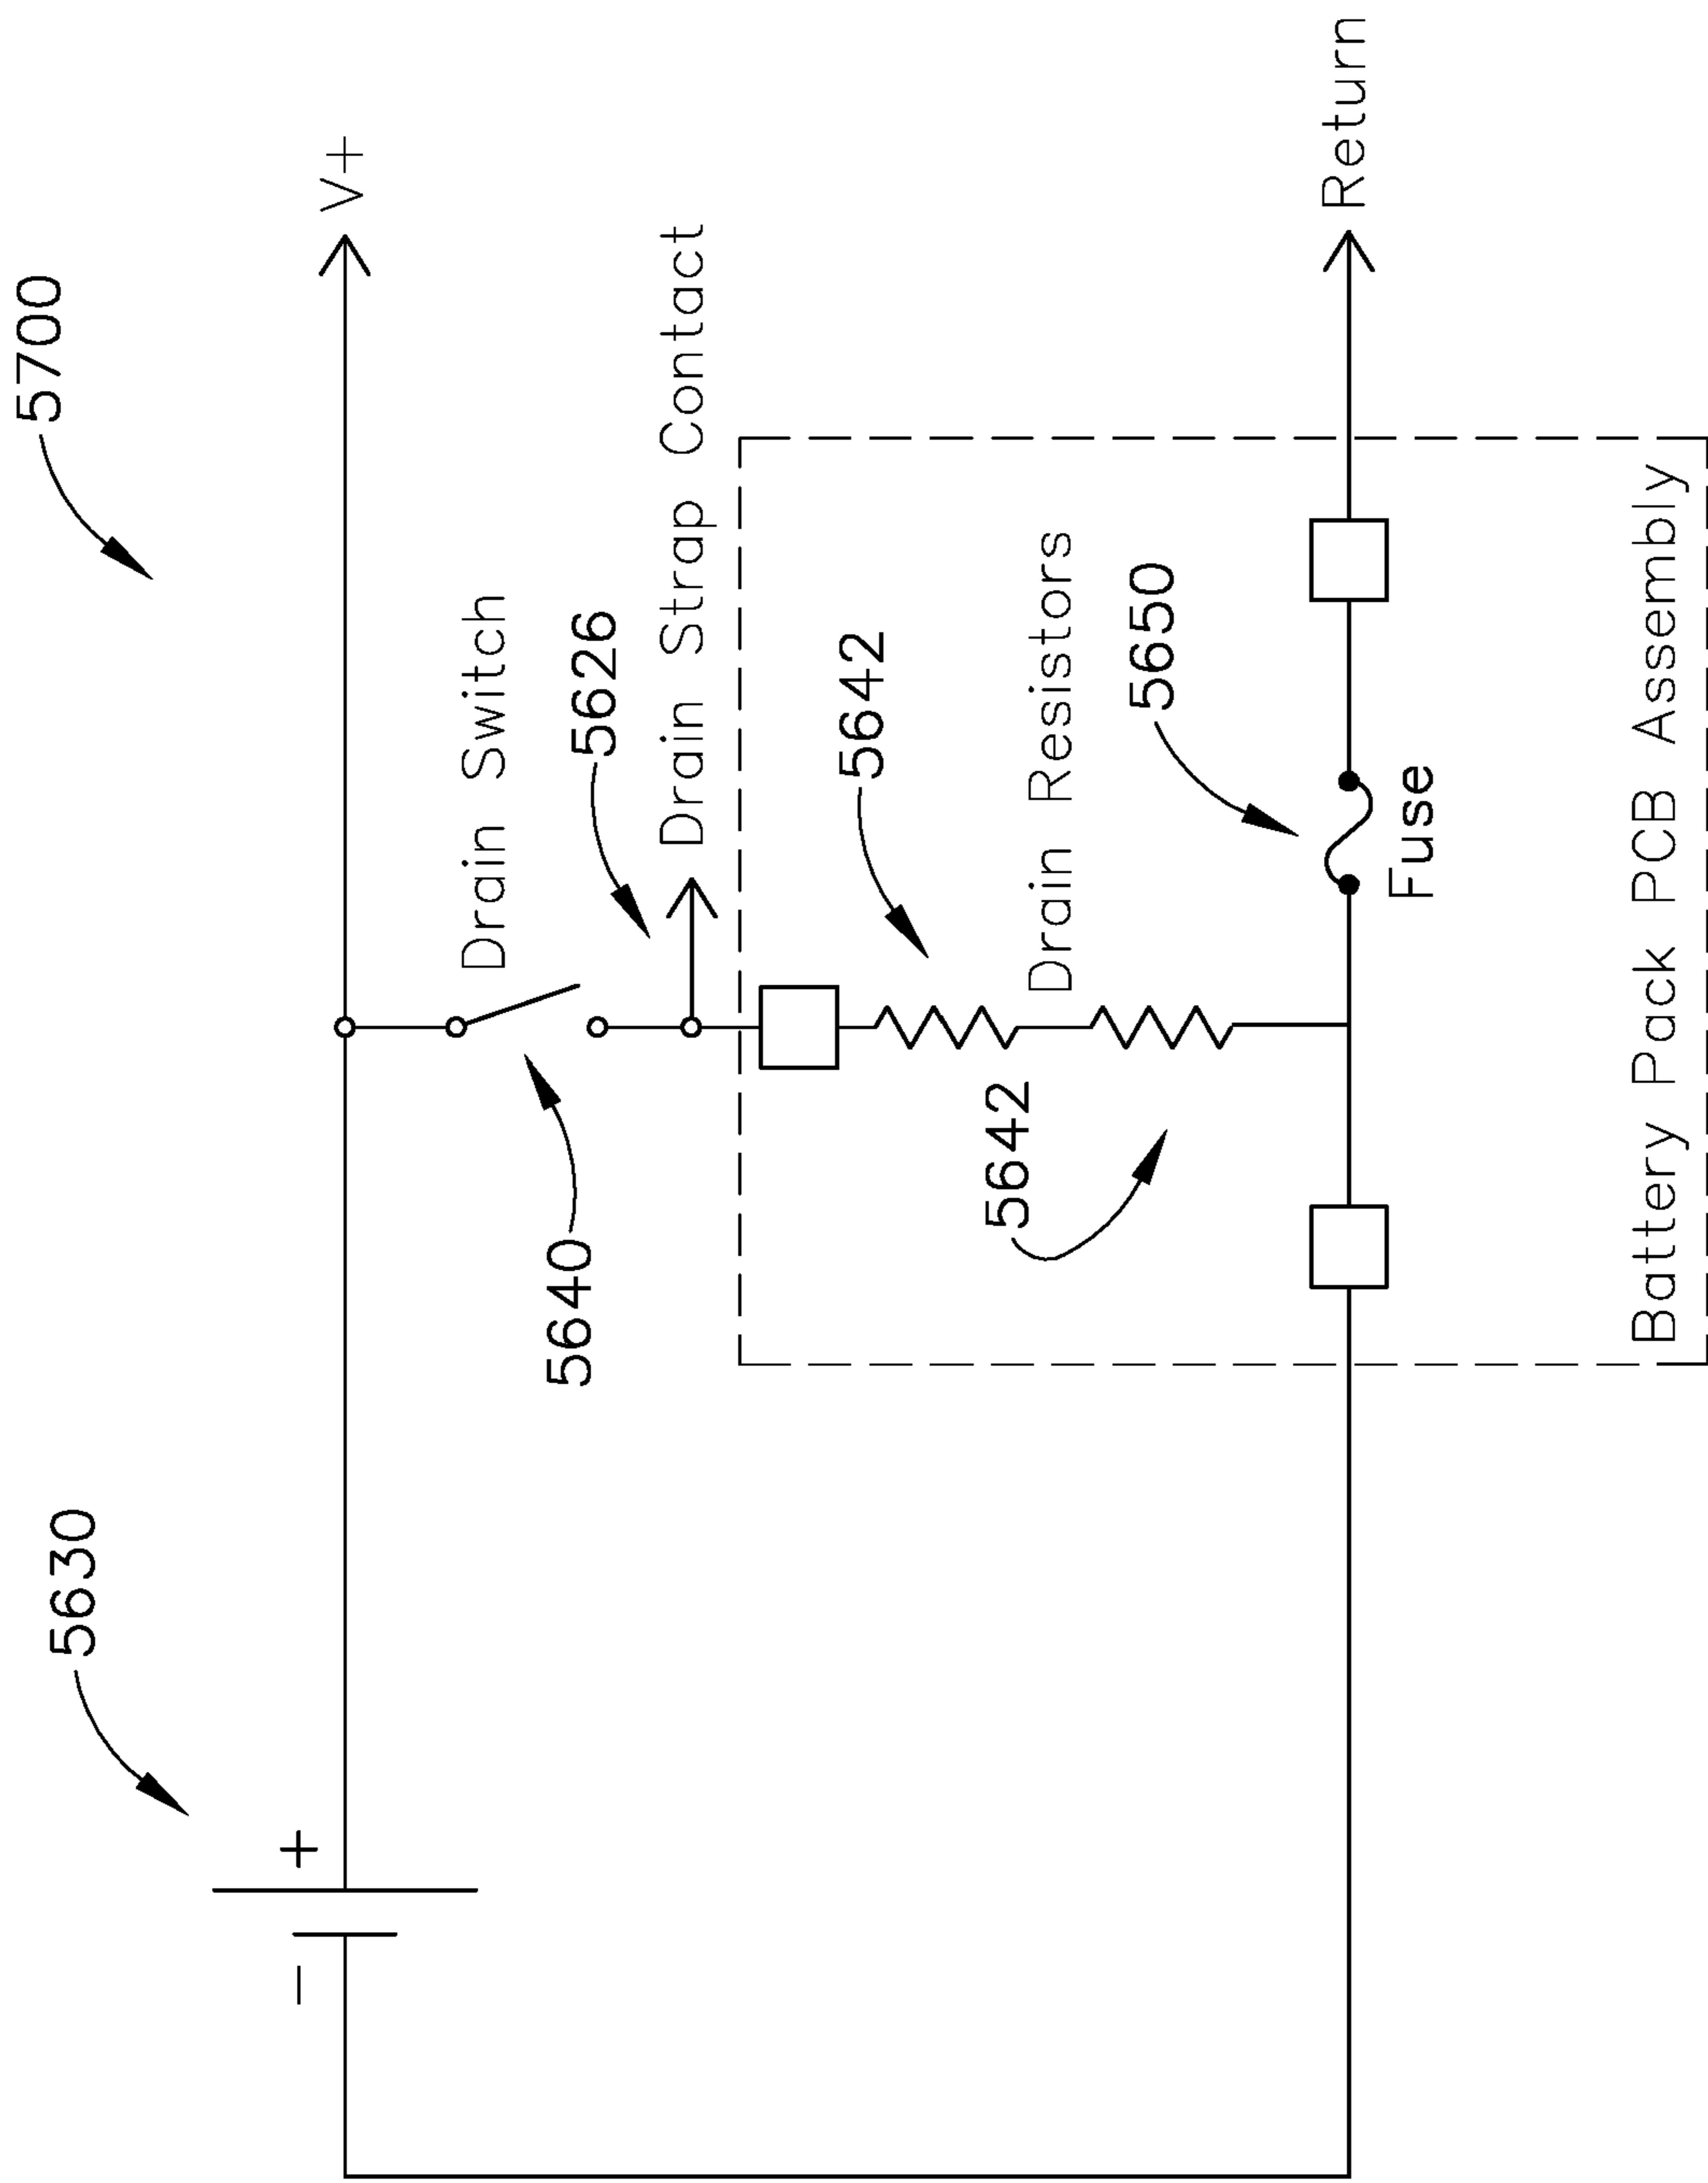 5700
5630
+
−
V+
Drain Switch
5640
5626
Drain Strap Contact
5642
5642
Drain Resistors
5650
Fuse
Return
Battery Pack PCB Assembly